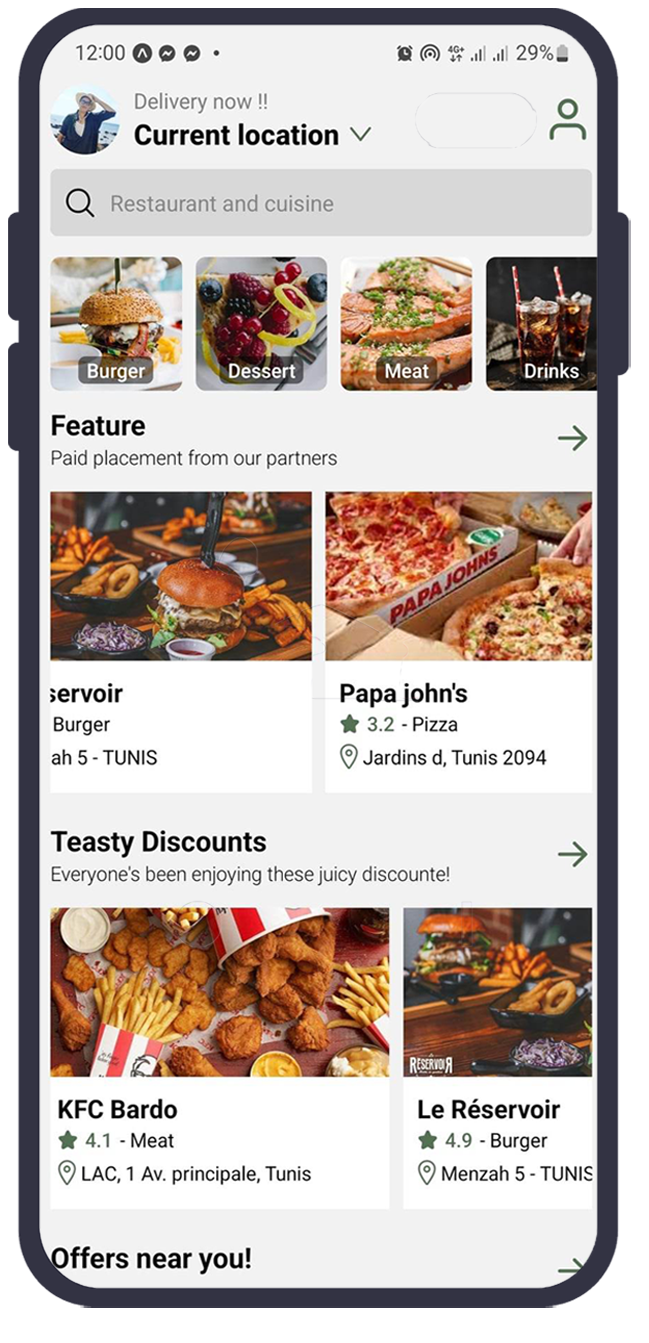 12:00
4G+
29%
Delivery now !!
Current location
Restaurant and cuisine
Burger
Dessert
Meat
Drinks
Feature
Paid placement from our partners
PAPA JOHNS
servoir
Burger
ah 5 - TUNIS
Papa john's
3.2 - Pizza
Jardins d, Tunis 2094
Teasty Discounts
Everyone's been enjoying these juicy discounte!
RESERVOIR
KFC Bardo
4.1 - Meat
LAC, 1 Av. principale, Tunis
Le Réservoir
4.9 - Burger
Menzah 5 - TUNIS
Offers near you!